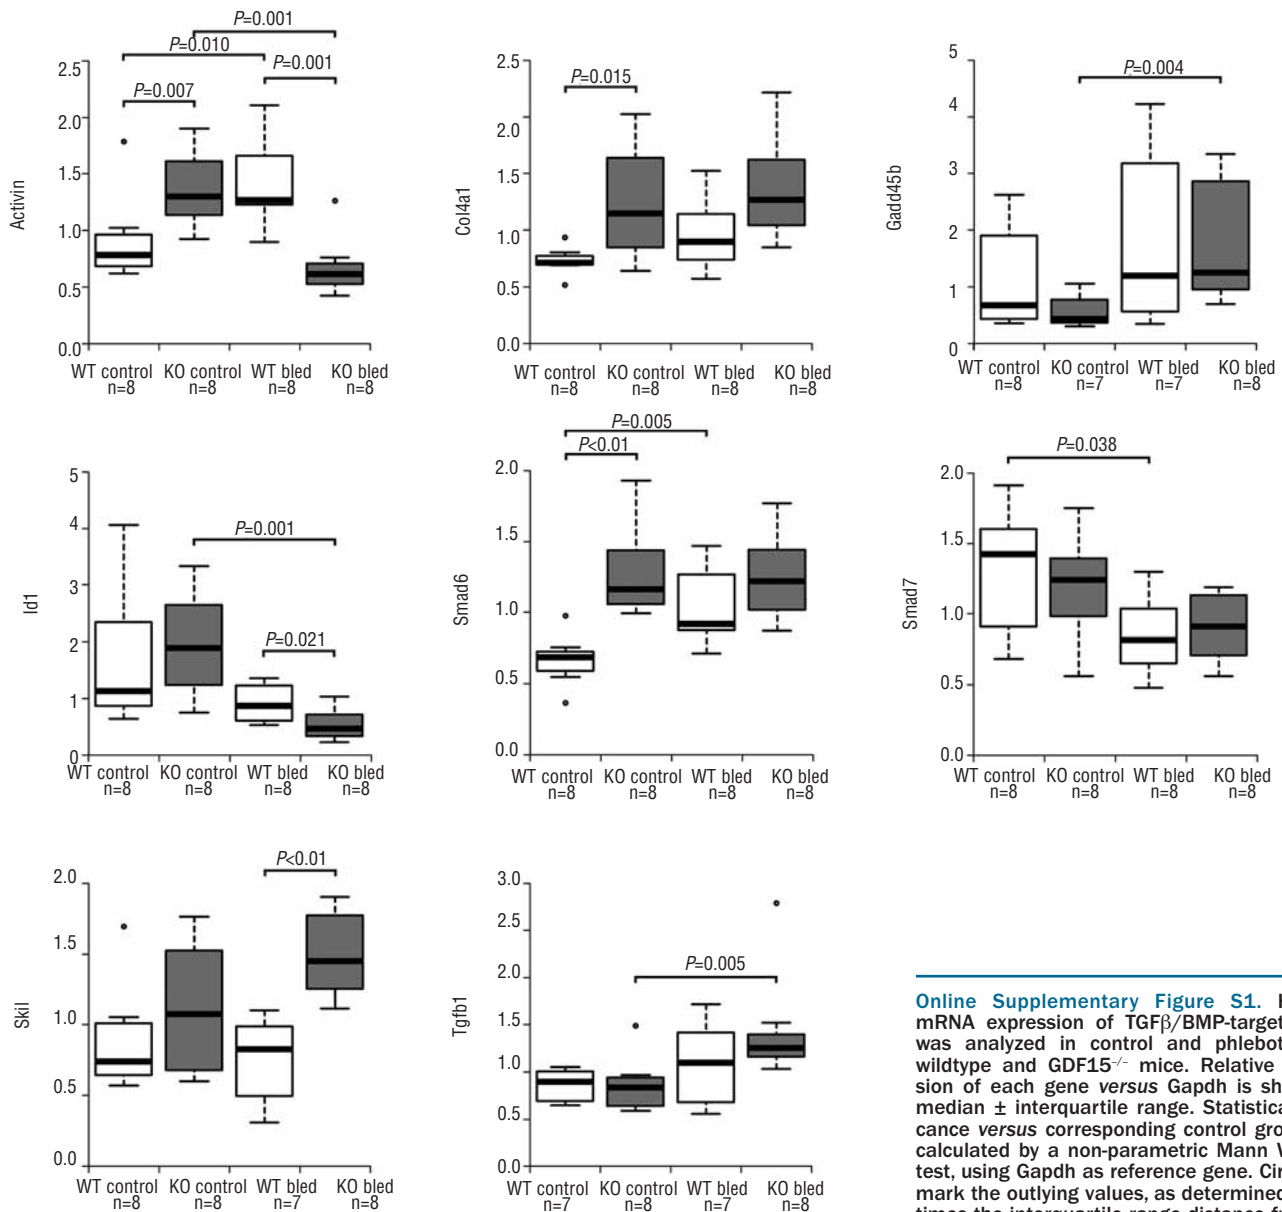 P=0.001
P=0.010
P=0.001
P=0.007
Activin
2.5
2.0
1.5
1.0
0.5
0.0
WT control KO control WT bled KO bled
n=8 n=8 n=8 n=8
P=0.015
Col4a1
2.5
2.0
1.5
1.0
0.5
0.0
WT control KO control WT bled KO bled
n=8 n=8 n=8 n=8
P=0.004
Gadd45b
5
4
3
2
1
0
WT control KO control WT bled KO bled
n=8 n=7 n=7 n=8
P=0.001
P=0.021
Id1
5
4
3
2
1
0
WT control KO control WT bled KO bled
n=8 n=8 n=8 n=8
P=0.005
P<0.01
Smad6
2.0
1.5
1.0
0.5
0.0
WT control KO control WT bled KO bled
n=8 n=8 n=8 n=8
P=0.038
Smad7
2.0
1.5
1.0
0.5
0.0
WT control KO control WT bled KO bled
n=8 n=8 n=8 n=8
P<0.01
Skil
2.0
1.5
1.0
0.5
0.0
WT control KO control WT bled KO bled
n=8 n=8 n=7 n=8
P=0.005
Tgfb1
3.0
2.5
2.0
1.5
1.0
0.5
0.0
WT control KO control WT bled KO bled
n=7 n=8 n=7 n=8
Online Supplementary Figure S1.
mRNA expression of TGFβ/BMP-target
was analyzed in control and phlebot
wildtype and GDF15-/- mice. Relative
sion of each gene versus Gapdh is sh
median ± interquartile range. Statistica
cance versus corresponding control gro
calculated by a non-parametric Mann W
test, using Gapdh as reference gene. Cir
mark the outlying values, as determined
times the interquartile range distance f